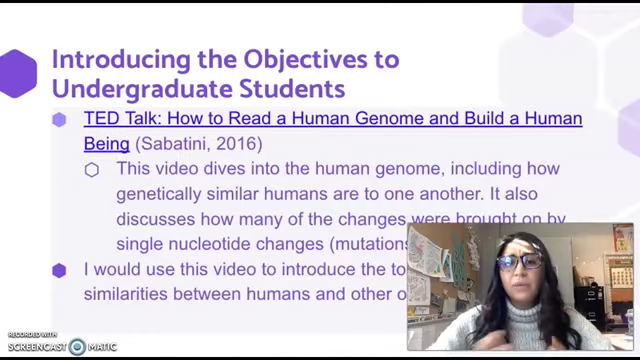 Introducing the Objectives to
Undergraduate Students
TED Talk: How to Read a Human Genome and Build a Human
Being (Sabatini, 2016)
This video dives into the human genome, including how
genetically similar humans are to one another. It also
discusses how many of the changes were brought on by
single nucleotide changes (mutations
I would use this video to introduce the to
similarities between humans and other o
RECORDED WITH
SCREENCAST MATIC